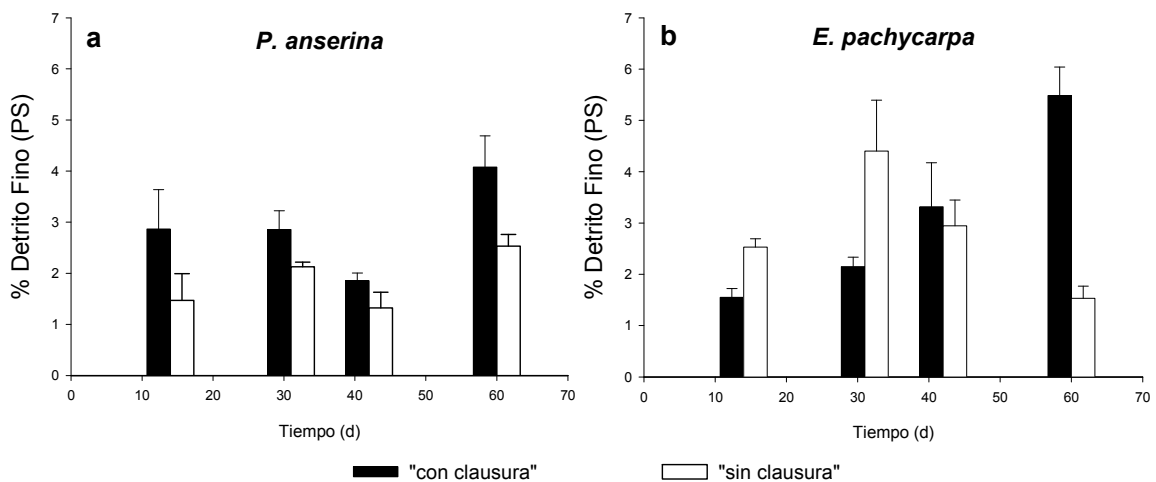 a
P. anserina
% Detrito Fino (PS)
7
6
5
4
3
2
1
0
0 10 20 30 40 50 60 70
Tiempo (d)
b
E. pachycarpa
% Detrito Fino (PS)
7
6
5
4
3
2
1
0
0 10 20 30 40 50 60 70
Tiempo (d)
"con clausura"
"sin clausura"